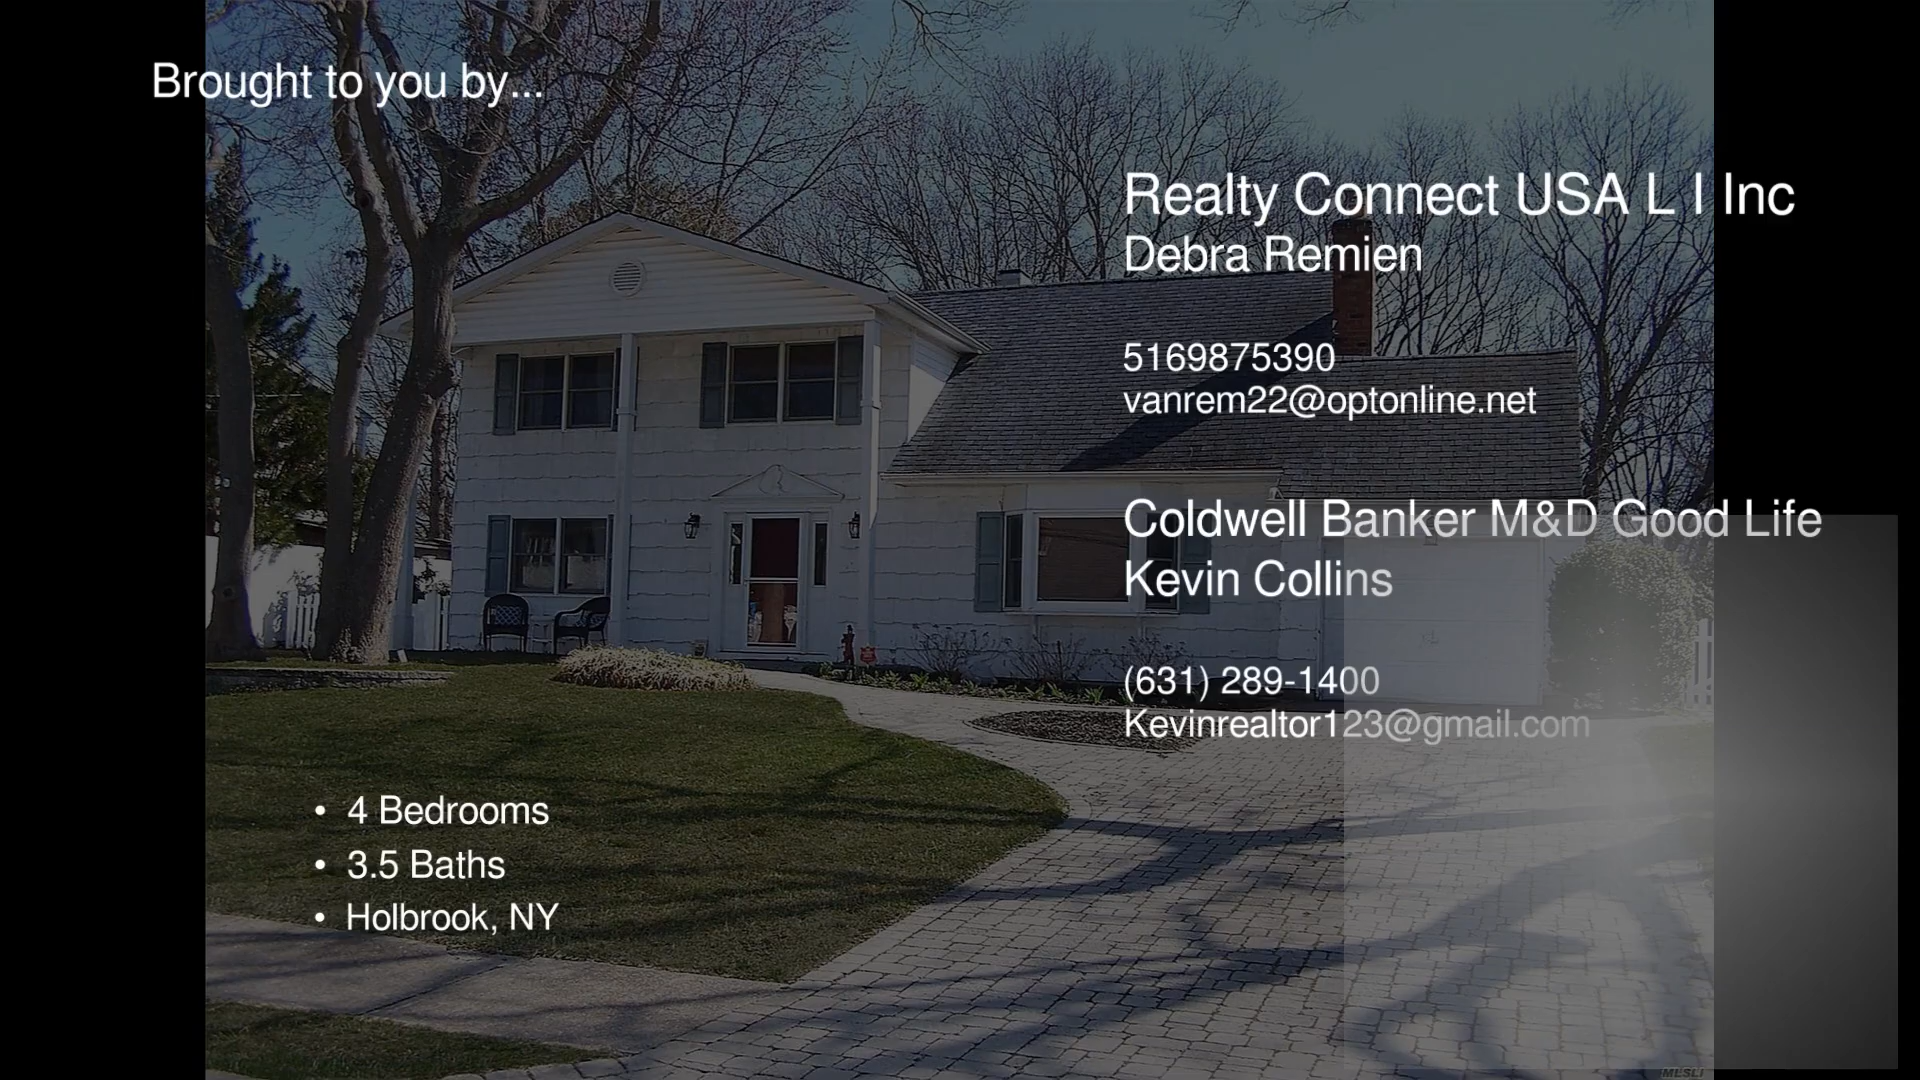 Brought to you by...
Realty Connect USA L I Inc
Debra Remien
5169875390
vanrem22@optonline.net
Coldwell Banker M&D Good Life
Kevin Collins
(631) 289-1400
Kevinrealtor123@gmail.com
• 4 Bedrooms
• 3.5 Baths
• Holbrook, NY
MLSLI